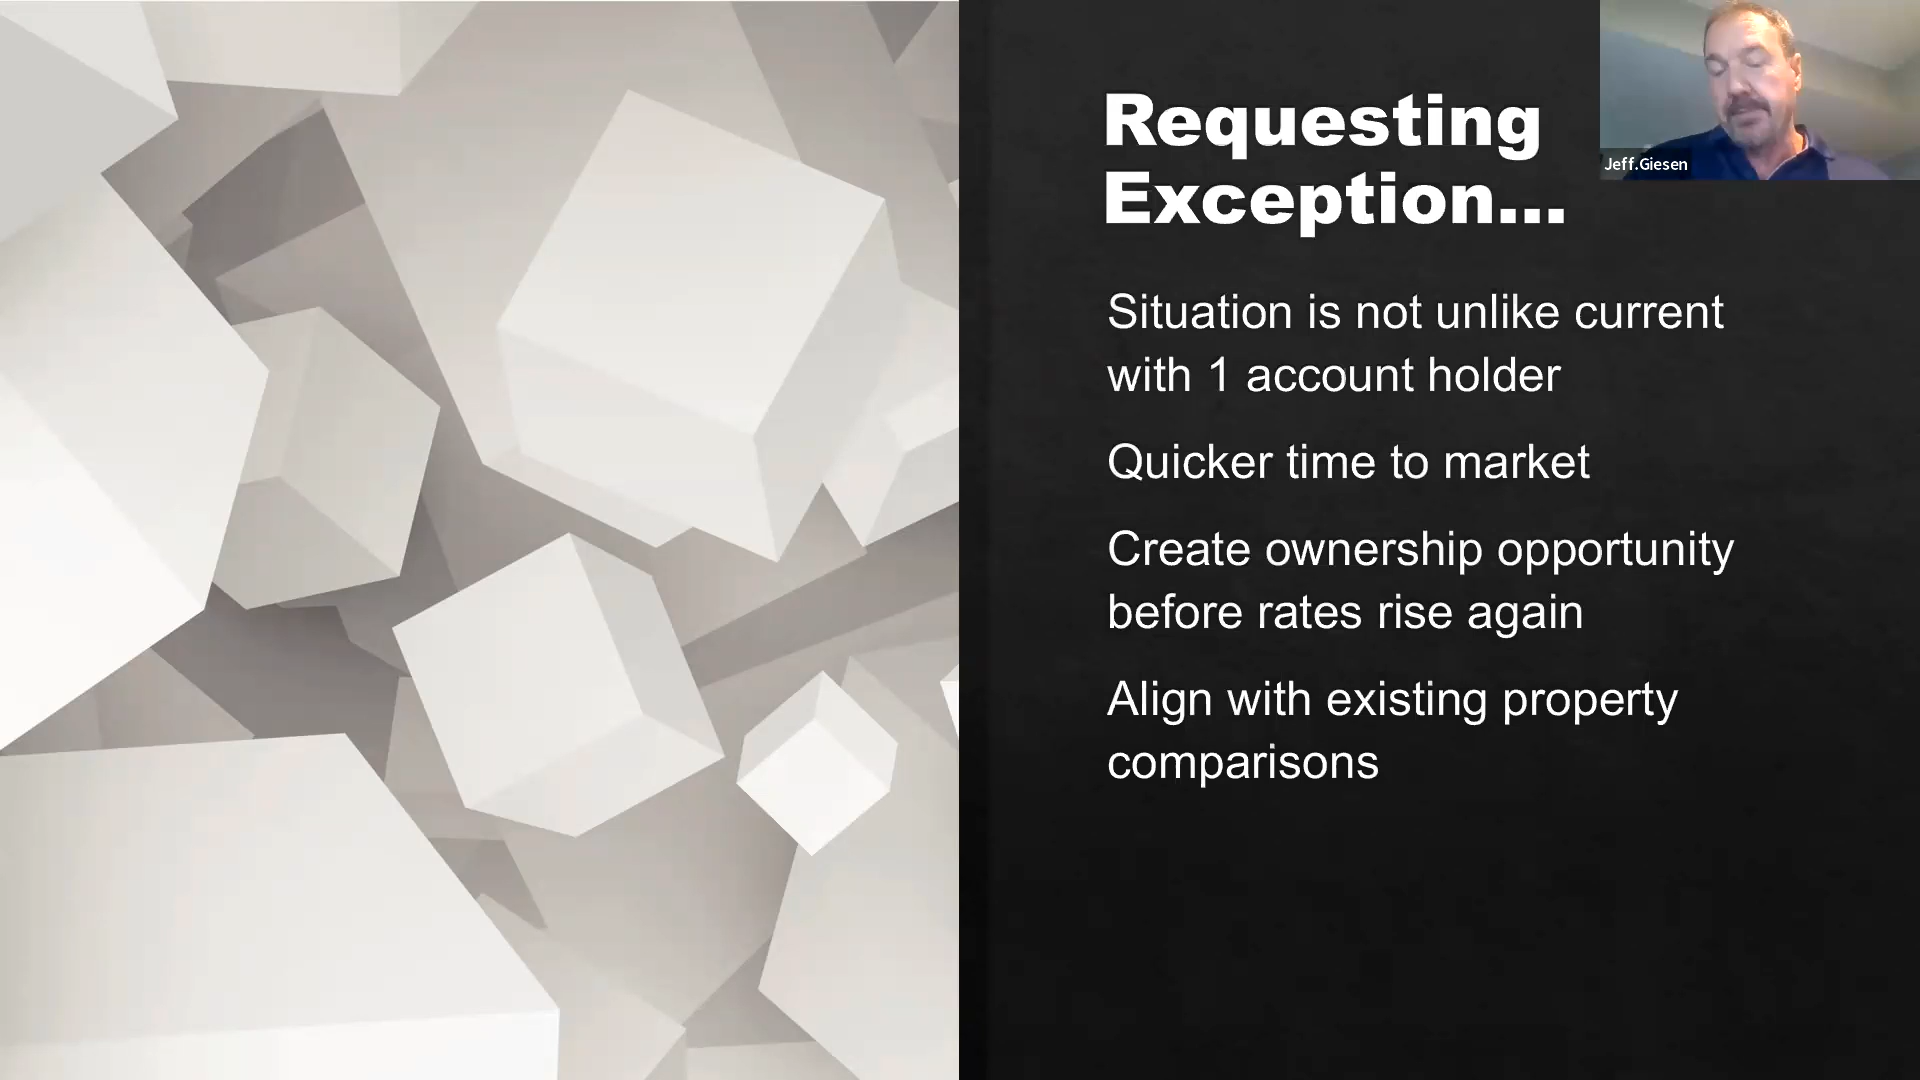 Requesting
Exception...
Jeff.Giesen
Situation is not unlike current
with 1 account holder
Quicker time to market
Create ownership opportunity
before rates rise again
Align with existing property
comparisons